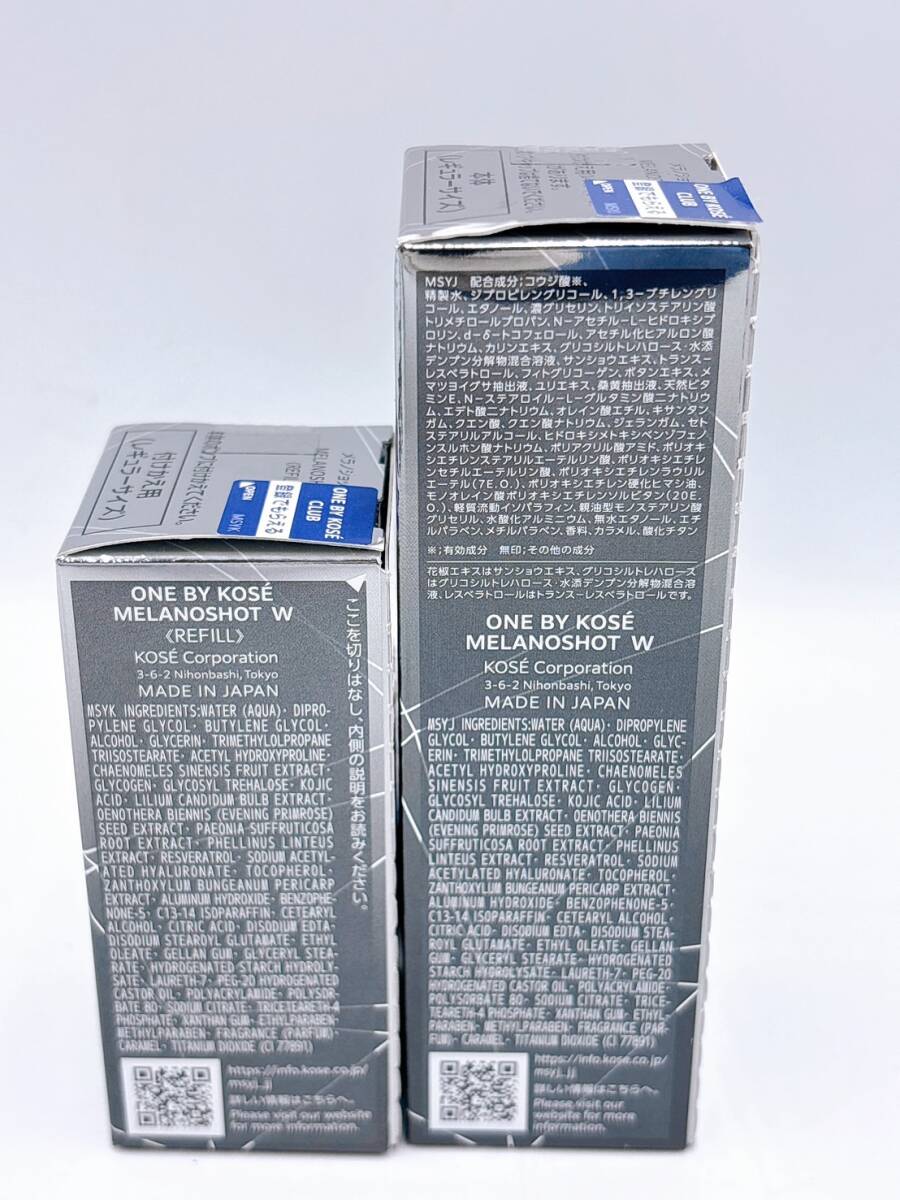 付けかえ用
〈レギュラーサイズ〉
ONE BY KOSÉ
CLUB
登録でもらえる
OPEN
MSYK
ONE BY KOSÉ
MELANOSHOT W
《REFILL》
KOSÉ Corporation
3-6-2 Nihonbashi, Tokyo
MADE IN JAPAN
MSYK INGREDIENTS:WATER (AQUA)・DIPRO-
PYLENE GLYCOL・BUTYLENE GLYCOL・
ALCOHOL・GLYCERIN・TRIMETHYLOLPROPANE
TRIISOSTEARATE・ACETYL HYDROXYPROLINE・
CHAENOMELES SINENSIS FRUIT EXTRACT・
GLYCOGEN・GLYCOSYL TREHALOSE・KOJIC
ACID・LILIUM CANDIDUM BULB EXTRACT・
OENOTHERA BIENNIS (EVENING PRIMROSE)
SEED EXTRACT・PAEONIA SUFFRUTICOSA
ROOT EXTRACT・PHELLINUS LINTEUS
EXTRACT・RESVERATROL・SODIUM ACETYL-
ATED HYALURONATE・TOCOPHEROL・
ZANTHOXYLUM BUNGEANUM PERICARP
EXTRACT・ALUMINUM HYDROXIDE・BENZOPHE-
NONE-5・C13-14 ISOPARAFFIN・CETEARYL
ALCOHOL・CITRIC ACID・DISODIUM EDTA・
DISODIUM STEAROYL GLUTAMATE・ETHYL
OLEATE・GELLAN GUM・GLYCERYL STEA-
RATE・HYDROGENATED STARCH HYDROLY-
SATE・LAURETH-7・PEG-20 HYDROGENATED
CASTOR OIL・POLYACRYLAMIDE・POLYSOR-
BATE 80・SODIUM CITRATE・TRICETEARETH-4
PHOSPHATE・XANTHAN GUM・ETHYLPARABEN・
METHYLPARABEN・FRAGRANCE (PARFUM)・
CARAMEL・TITANIUM DIOXIDE (CI 77891)
https://info.kose.co.jp/
msyj_jj
詳しい情報はこちらへ。
Please visit our website
for more information.
ここを切りはなし、内側の説明をお読みください。
本体
〈レギュラーサイズ〉
ONE BY KOSÉ
CLUB
登録でもらえる
OPEN
MSYJ 配合成分;コウジ酸※、
精製水、ジプロピレングリコール、1,3-ブチレングリ
コール、エタノール、濃グリセリン、トリイソステアリン酸
トリメチロールプロパン、N-アセチル-L-ヒドロキシプ
ロリン、d-δ-トコフェロール、アセチル化ヒアルロン酸
ナトリウム、カリンエキス、グリコシルトレハロース・水添
デンプン分解物混合溶液、サンショウエキス、トランス-
レスベラトロール、フィトグリコーゲン、ボタンエキス、メ
マツヨイグサ抽出液、ユリエキス、桑黄抽出液、天然ビタ
ミンE、N-ステアロイル-L-グルタミン酸二ナトリウ
ム、エデト酸二ナトリウム、オレイン酸エチル、キサンタン
ガム、クエン酸、クエン酸ナトリウム、ジェランガム、セト
ステアリルアルコール、ヒドロキシメトキシベンゾフェノ
ンスルホン酸ナトリウム、ポリアクリル酸アミド、ポリオキ
シエチレンステアリルエーテルリン酸、ポリオキシエチレ
ンセチルエーテルリン酸、ポリオキシエチレンラウリル
エーテル(7E.O.)、ポリオキシエチレン硬化ヒマシ油、
モノオレイン酸ポリオキシエチレンソルビタン(20E.
O.)、軽質流動イソパラフィン、親油型モノステアリン酸
グリセリル、水酸化アルミニウム、無水エタノール、エチ
ルパラベン、メチルパラベン、香料、カラメル、酸化チタン
※;有効成分 無印;その他の成分
花椒エキスはサンショウエキス、グリコシルトレハロース
はグリコシルトレハロース・水添デンプン分解物混合溶
液、レスベラトロールはトランス-レスベラトロールです。
ONE BY KOSÉ
MELANOSHOT W
KOSÉ Corporation
3-6-2 Nihonbashi, Tokyo
MADE IN JAPAN
MSYJ INGREDIENTS:WATER (AQUA)・DIPROPYLENE
GLYCOL・BUTYLENE GLYCOL・ALCOHOL・GLYC-
ERIN・TRIMETHYLOLPROPANE TRIISOSTEARATE・
ACETYL HYDROXYPROLINE・CHAENOMELES
SINENSIS FRUIT EXTRACT・GLYCOGEN・
GLYCOSYL TREHALOSE・KOJIC ACID・LILIUM
CANDIDUM BULB EXTRACT・OENOTHERA BIENNIS
(EVENING PRIMROSE) SEED EXTRACT・PAEONIA
SUFFRUTICOSA ROOT EXTRACT・PHELLINUS
LINTEUS EXTRACT・RESVERATROL・SODIUM
ACETYLATED HYALURONATE・TOCOPHEROL・
ZANTHOXYLUM BUNGEANUM PERICARP EXTRACT・
ALUMINUM HYDROXIDE・BENZOPHENONE-5・
C13-14 ISOPARAFFIN・CETEARYL ALCOHOL・
CITRIC ACID・DISODIUM EDTA・DISODIUM STEA-
ROYL GLUTAMATE・ETHYL OLEATE・GELLAN
GUM・GLYCERYL STEARATE・HYDROGENATED
STARCH HYDROLYSATE・LAURETH-7・PEG-20
HYDROGENATED CASTOR OIL・POLYACRYLAMIDE・
POLYSORBATE 80・SODIUM CITRATE・TRICE-
TEARETH-4 PHOSPHATE・XANTHAN GUM・ETHYL-
PARABEN・METHYLPARABEN・FRAGRANCE (PAR-
FUM)・CARAMEL・TITANIUM DIOXIDE (CI 77891)
https://info.kose.co.jp/
msyj_jj
詳しい情報はこちらへ。
Please visit our
website for more
information.